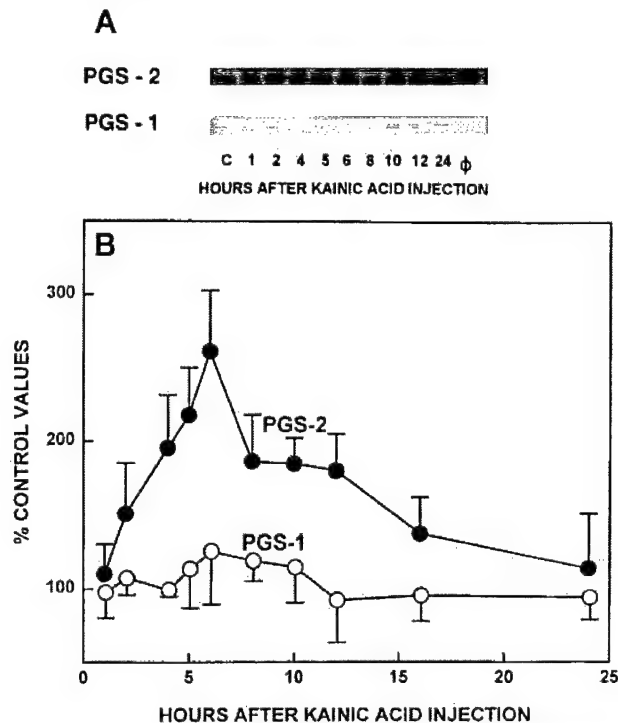 A
PGS - 2
PGS - 1
C 1 2 4 5 6 8 10 12 24 ϕ
HOURS AFTER KAINIC ACID INJECTION
B
300
200
100
% CONTROL VALUES
PGS-2
PGS-1
0 5 10 15 20 25
HOURS AFTER KAINIC ACID INJECTION